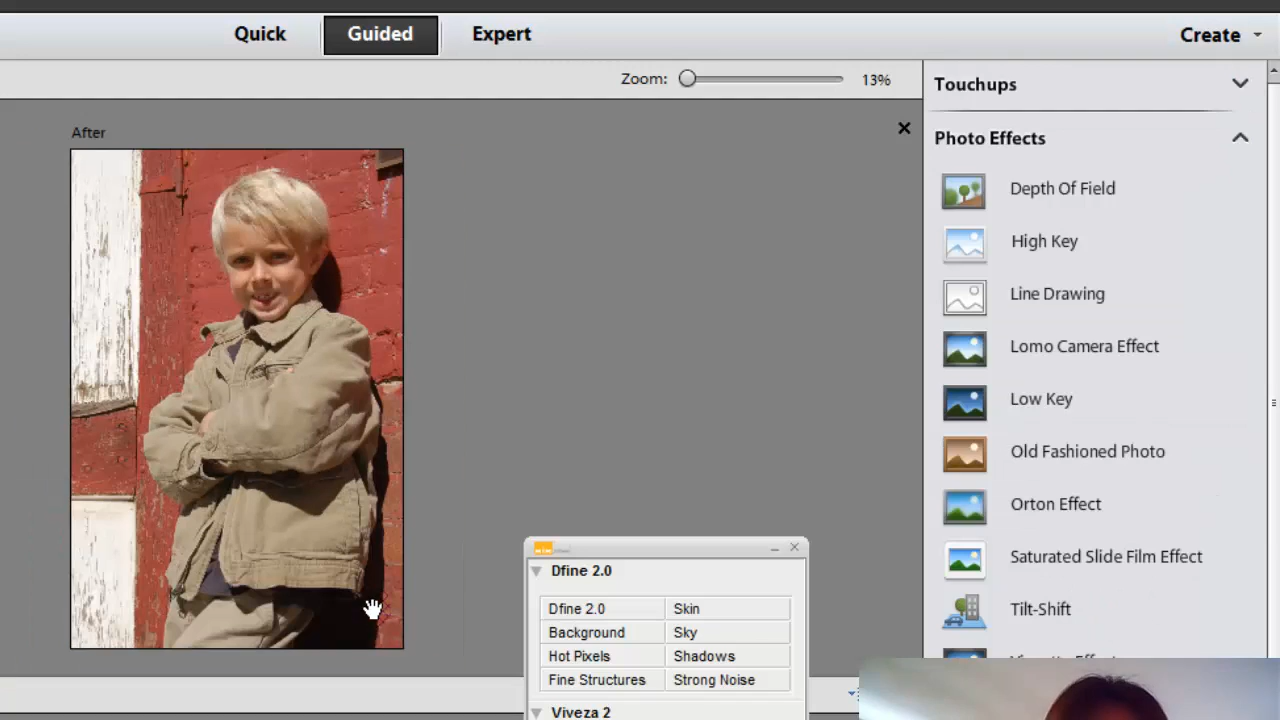 Quick Guided Expert Create
Zoom: 13%
Touchups
After
Photo Effects
Depth Of Field
High Key
Line Drawing
Lomo Camera Effect
Low Key
Old Fashioned Photo
Orton Effect
Saturated Slide Film Effect
Tilt-Shift
Dfine 2.0
Dfine 2.0 Skin
Background Sky
Hot Pixels Shadows
Fine Structures Strong Noise
Viveza 2